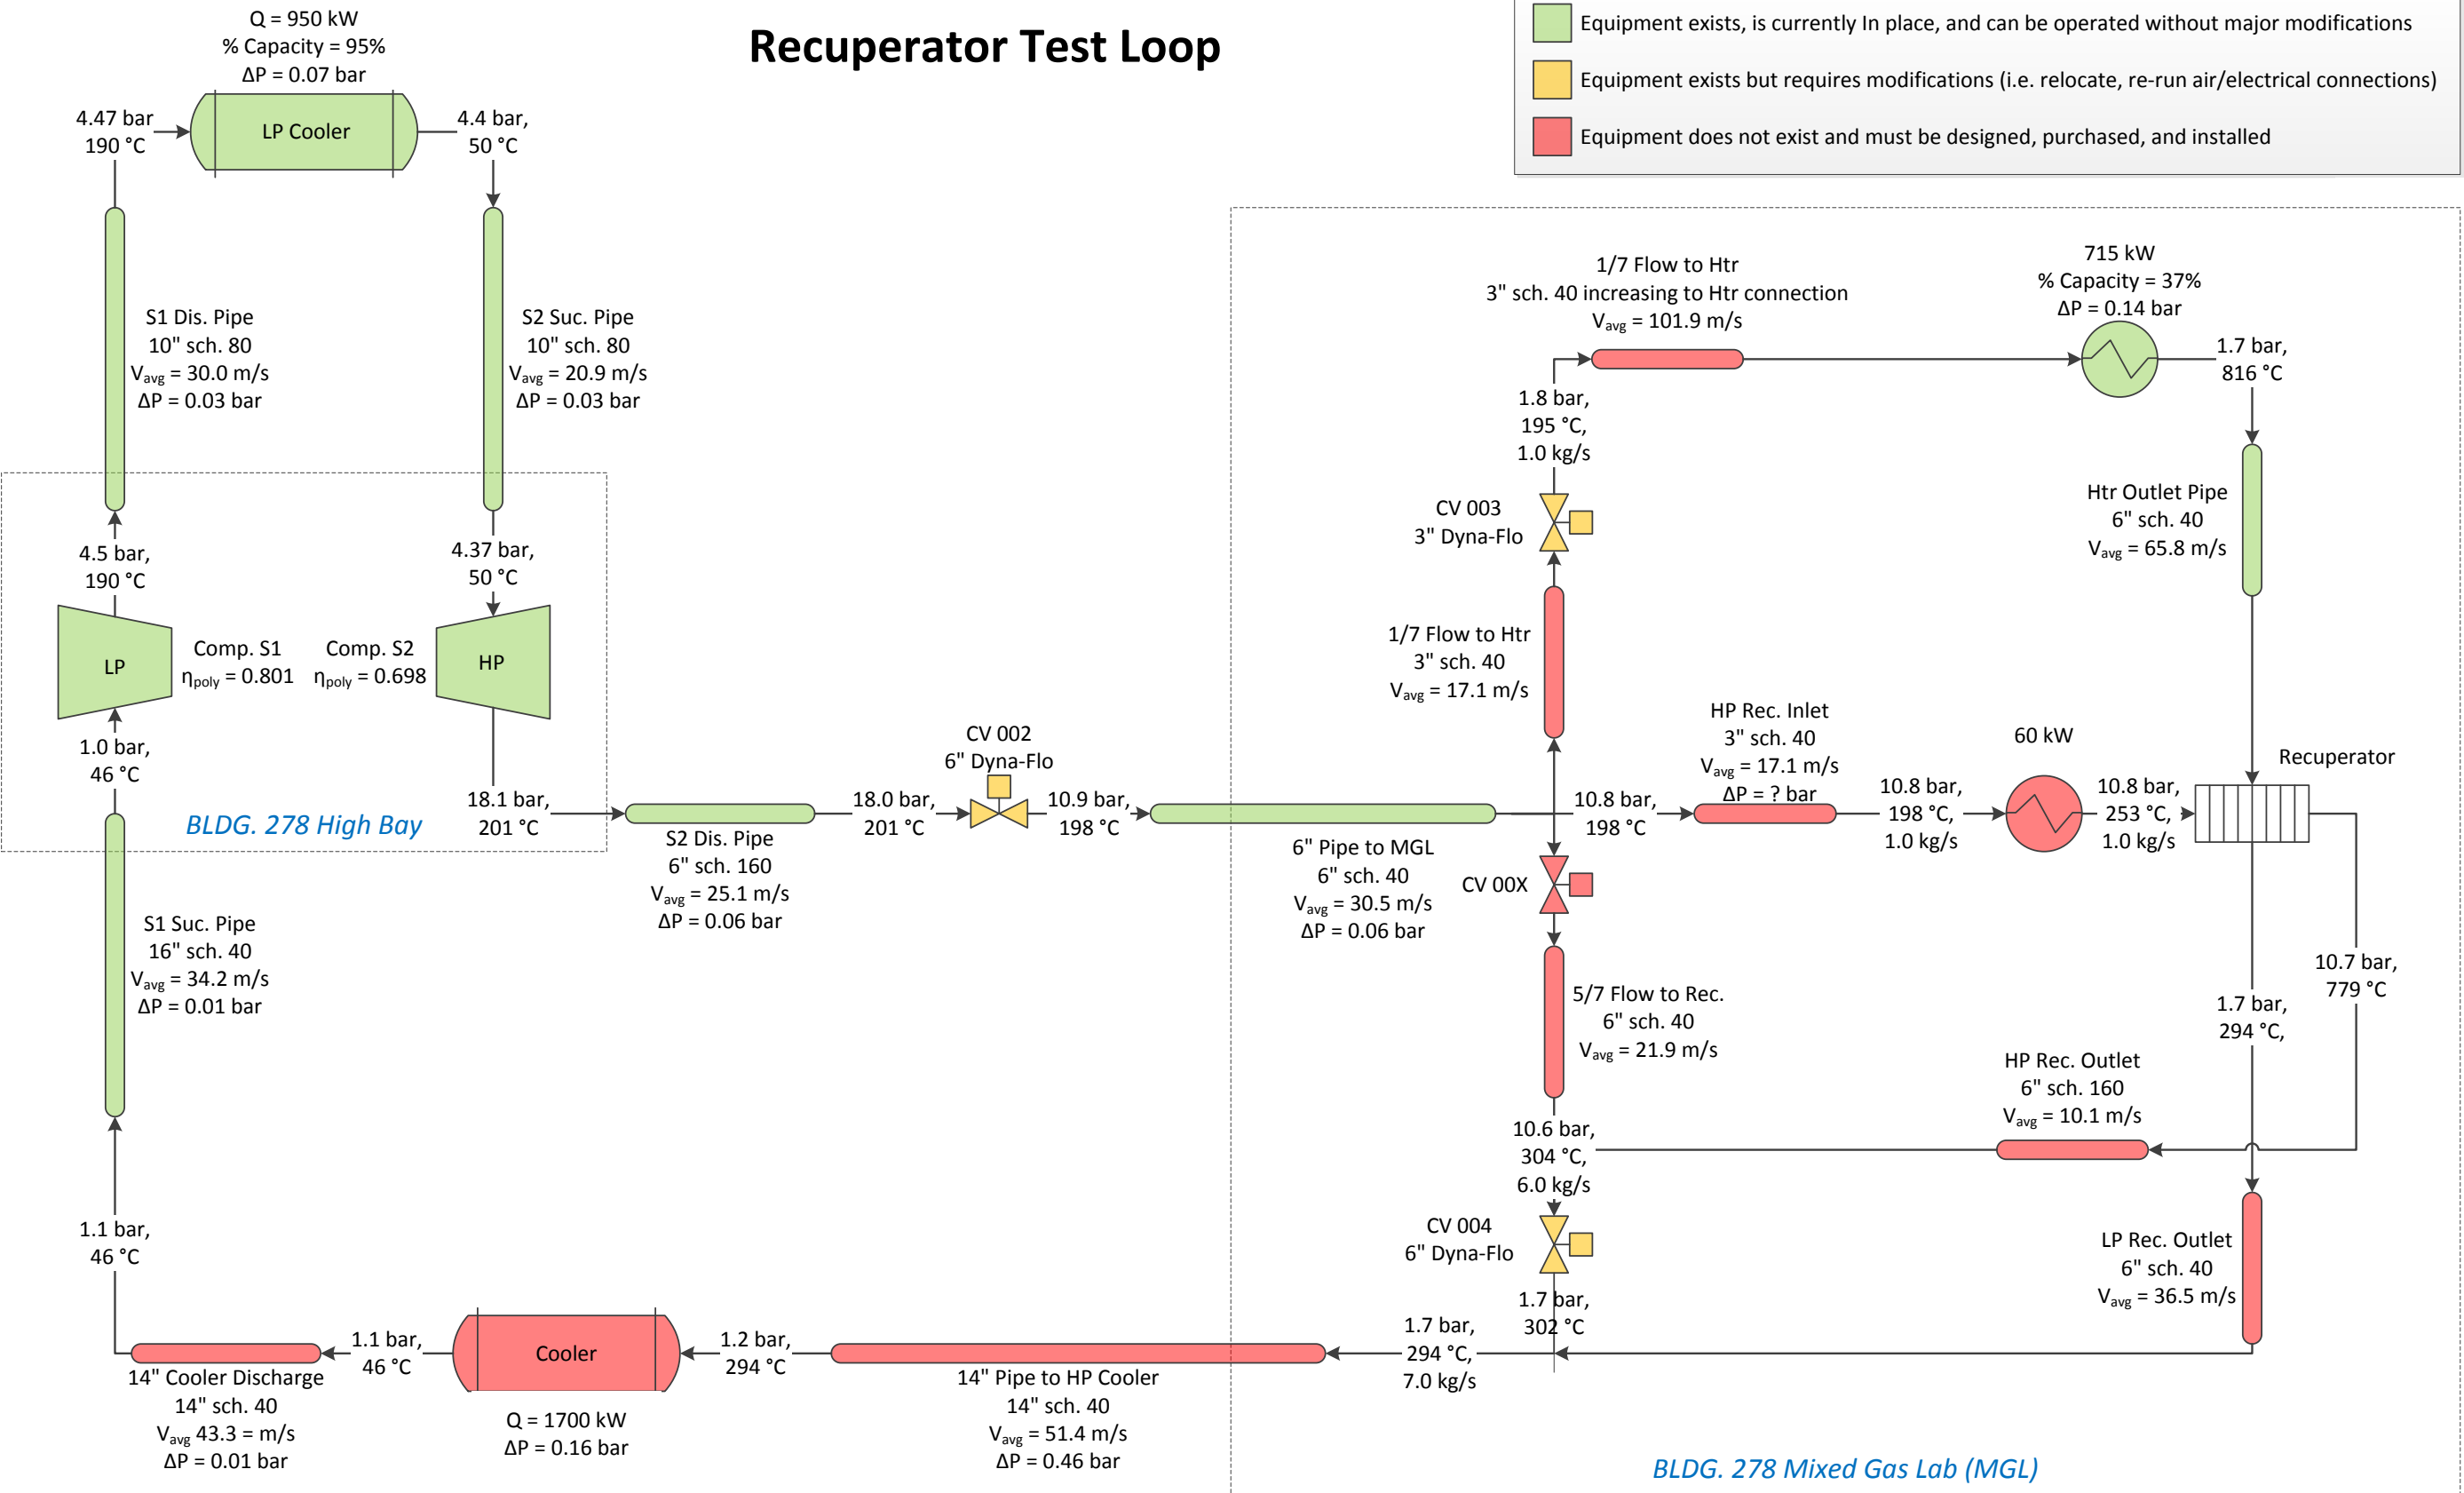 Recuperator Test Loop
Equipment exists, is currently In place, and can be operated without major modifications
Equipment exists but requires modifications (i.e. relocate, re-run air/electrical connections)
Equipment does not exist and must be designed, purchased, and installed
Q = 950 kW
% Capacity = 95%
ΔP = 0.07 bar
4.47 bar
190 °C
LP Cooler
4.4 bar,
50 °C
S1 Dis. Pipe
10" sch. 80
Vavg = 30.0 m/s
ΔP = 0.03 bar
S2 Suc. Pipe
10" sch. 80
Vavg = 20.9 m/s
ΔP = 0.03 bar
4.5 bar,
190 °C
4.37 bar,
50 °C
LP
Comp. S1
ηpoly = 0.801
Comp. S2
ηpoly = 0.698
HP
1.0 bar,
46 °C
BLDG. 278 High Bay
18.1 bar,
201 °C
S2 Dis. Pipe
6" sch. 160
Vavg = 25.1 m/s
ΔP = 0.06 bar
18.0 bar,
201 °C
CV 002
6" Dyna-Flo
10.9 bar,
198 °C
6" Pipe to MGL
6" sch. 40
Vavg = 30.5 m/s
ΔP = 0.06 bar
1/7 Flow to Htr
3" sch. 40 increasing to Htr connection
Vavg = 101.9 m/s
715 kW
% Capacity = 37%
ΔP = 0.14 bar
1.7 bar,
816 °C
1.8 bar,
195 °C,
1.0 kg/s
CV 003
3" Dyna-Flo
Htr Outlet Pipe
6" sch. 40
Vavg = 65.8 m/s
1/7 Flow to Htr
3" sch. 40
Vavg = 17.1 m/s
HP Rec. Inlet
3" sch. 40
Vavg = 17.1 m/s
ΔP = ? bar
60 kW
Recuperator
10.8 bar,
198 °C
10.8 bar,
198 °C,
1.0 kg/s
10.8 bar,
253 °C,
1.0 kg/s
CV 00X
5/7 Flow to Rec.
6" sch. 40
Vavg = 21.9 m/s
10.7 bar,
779 °C
1.7 bar,
294 °C,
HP Rec. Outlet
6" sch. 160
Vavg = 10.1 m/s
10.6 bar,
304 °C,
6.0 kg/s
CV 004
6" Dyna-Flo
LP Rec. Outlet
6" sch. 40
Vavg = 36.5 m/s
1.7 bar,
302 °C
1.7 bar,
294 °C,
7.0 kg/s
S1 Suc. Pipe
16" sch. 40
Vavg = 34.2 m/s
ΔP = 0.01 bar
1.1 bar,
46 °C
14" Cooler Discharge
14" sch. 40
Vavg 43.3 = m/s
ΔP = 0.01 bar
1.1 bar,
46 °C
Cooler
Q = 1700 kW
ΔP = 0.16 bar
1.2 bar,
294 °C
14" Pipe to HP Cooler
14" sch. 40
Vavg = 51.4 m/s
ΔP = 0.46 bar
BLDG. 278 Mixed Gas Lab (MGL)